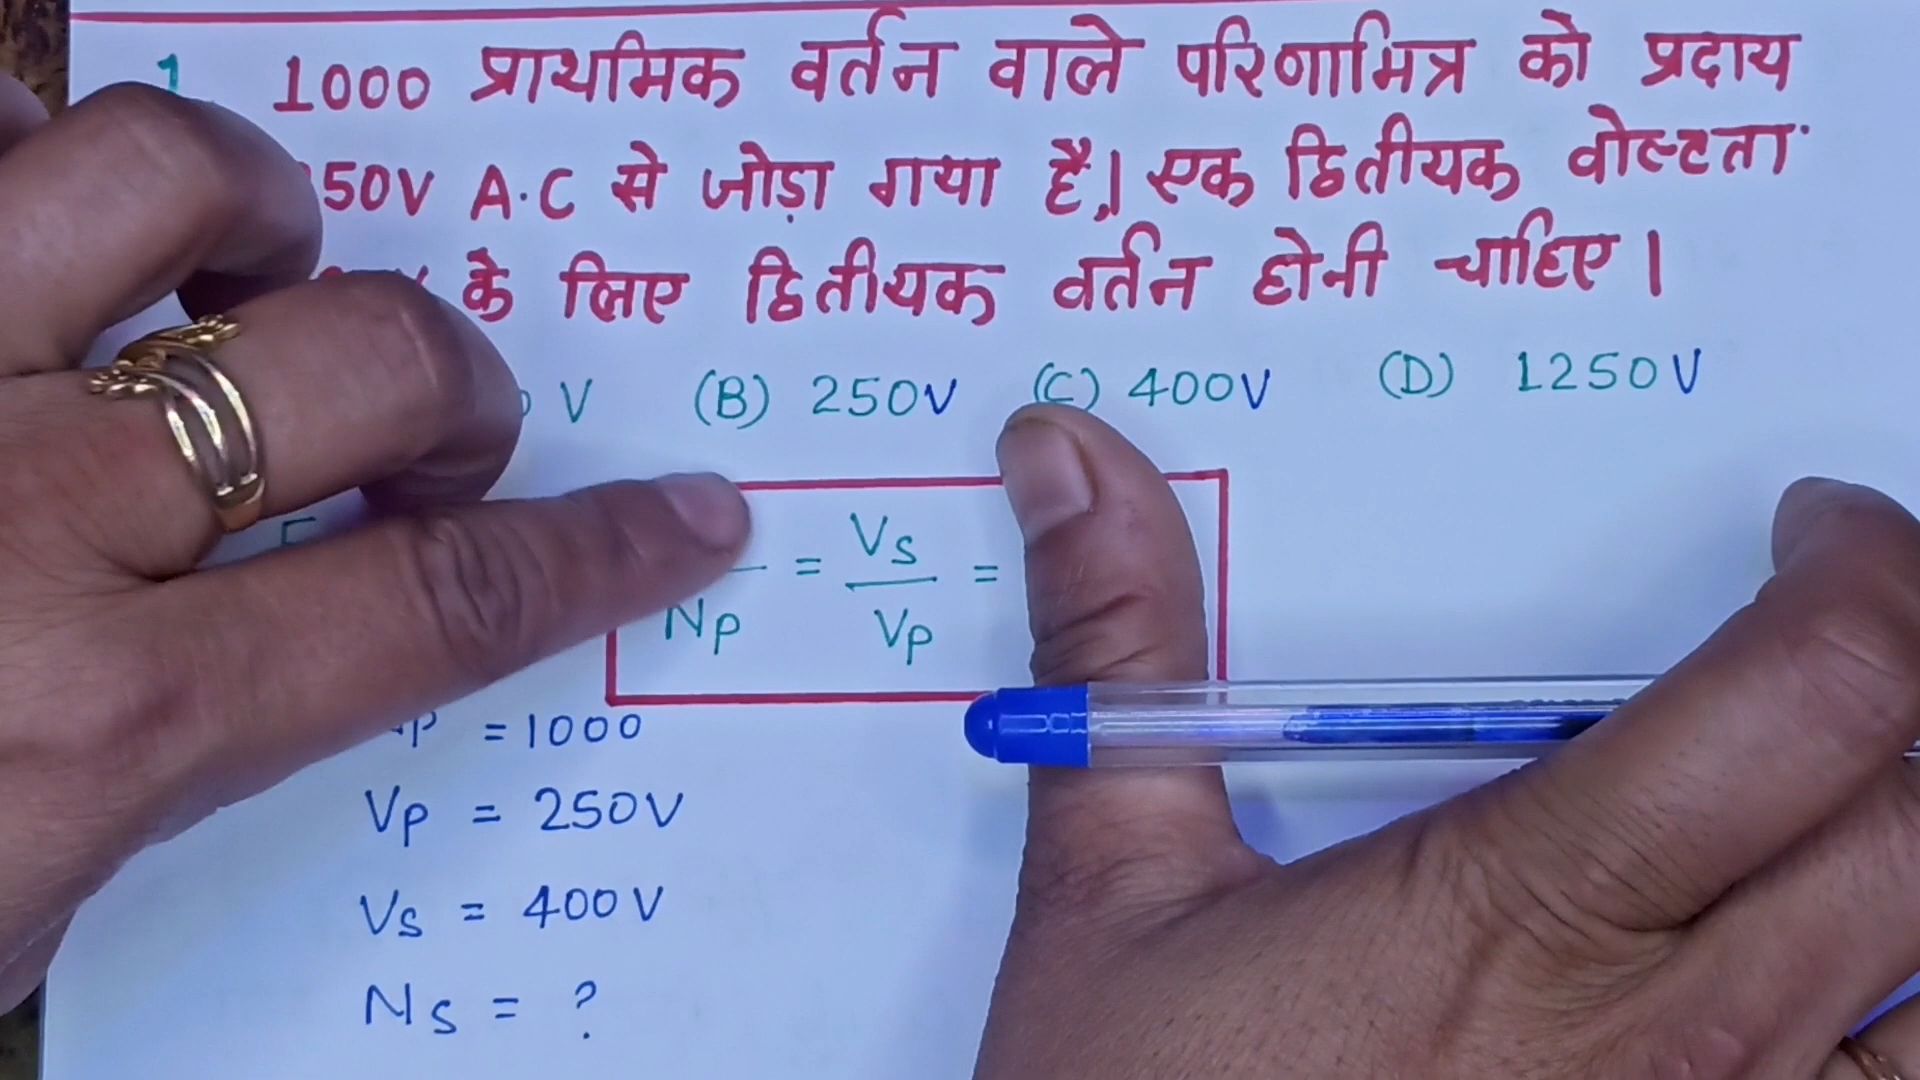 1 1000 प्राथमिक वर्तन वाले परिणामित्र को प्रदाय
50V A.C से जोड़ा गया है,। एक द्वितीयक वोल्टता
के लिए द्वितीयक वर्तन होनी चाहिए।
V (B) 250V (C) 400V (D) 1250V
= Vs =
Np Vp
= 1000
Vp = 250V
Vs = 400V
Ns = ?